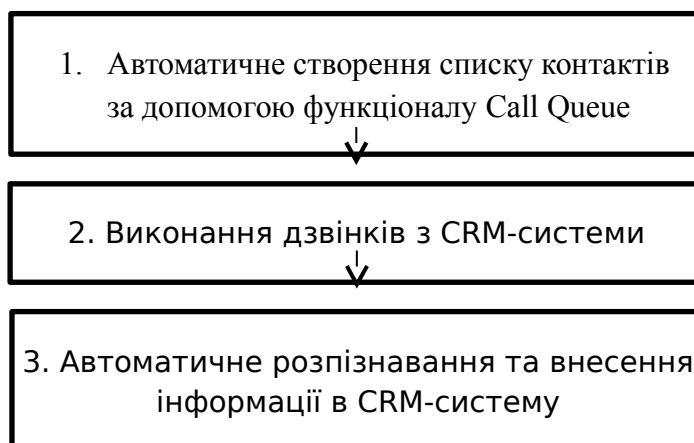 1. Автоматичне створення списку контактів
за допомогою функціоналу Call Queue
2. Виконання дзвінків з CRM-системи
3. Автоматичне розпізнавання та внесення
інформації в CRM-систему